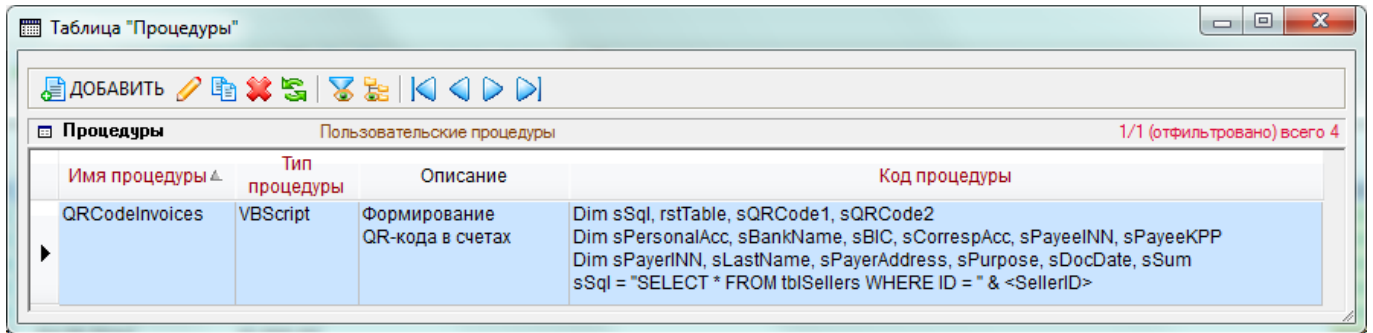 Таблица "Процедуры"
ДОБАВИТЬ
Процедуры Пользовательские процедуры 1/1 (отфильтровано) всего 4
Имя процедуры Тип процедуры Описание Код процедуры
QRCodeInvoices VBScript Формирование QR-кода в счетах
Dim sSql, rstTable, sQRCode1, sQRCode2
Dim sPersonalAcc, sBankName, sBIC, sCorrespAcc, sPayeeINN, sPayeeKPP
Dim sPayerINN, sLastName, sPayerAddress, sPurpose, sDocDate, sSum
sSql = "SELECT * FROM tblSellers WHERE ID = " & <SellerID>